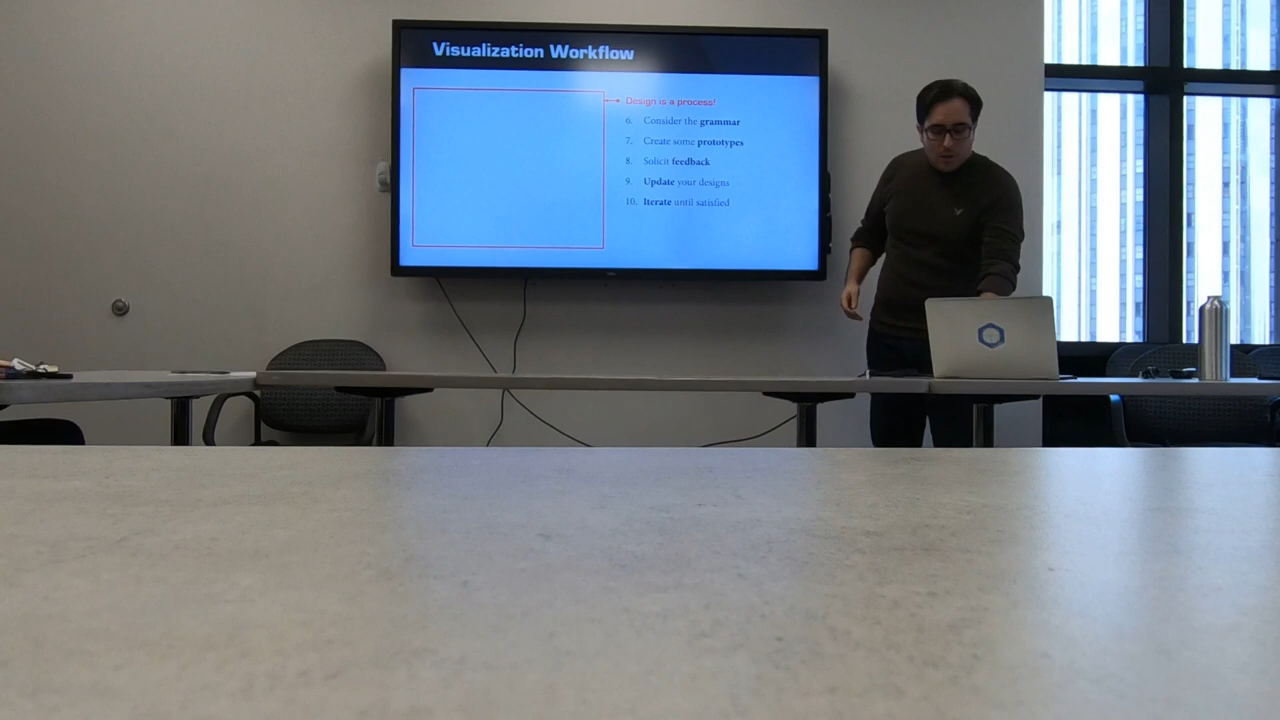 Visualization Workflow
Design is a process!
6. Consider the grammar
7. Create some prototypes
8. Solicit feedback
9. Update your designs
10. Iterate until satisfied